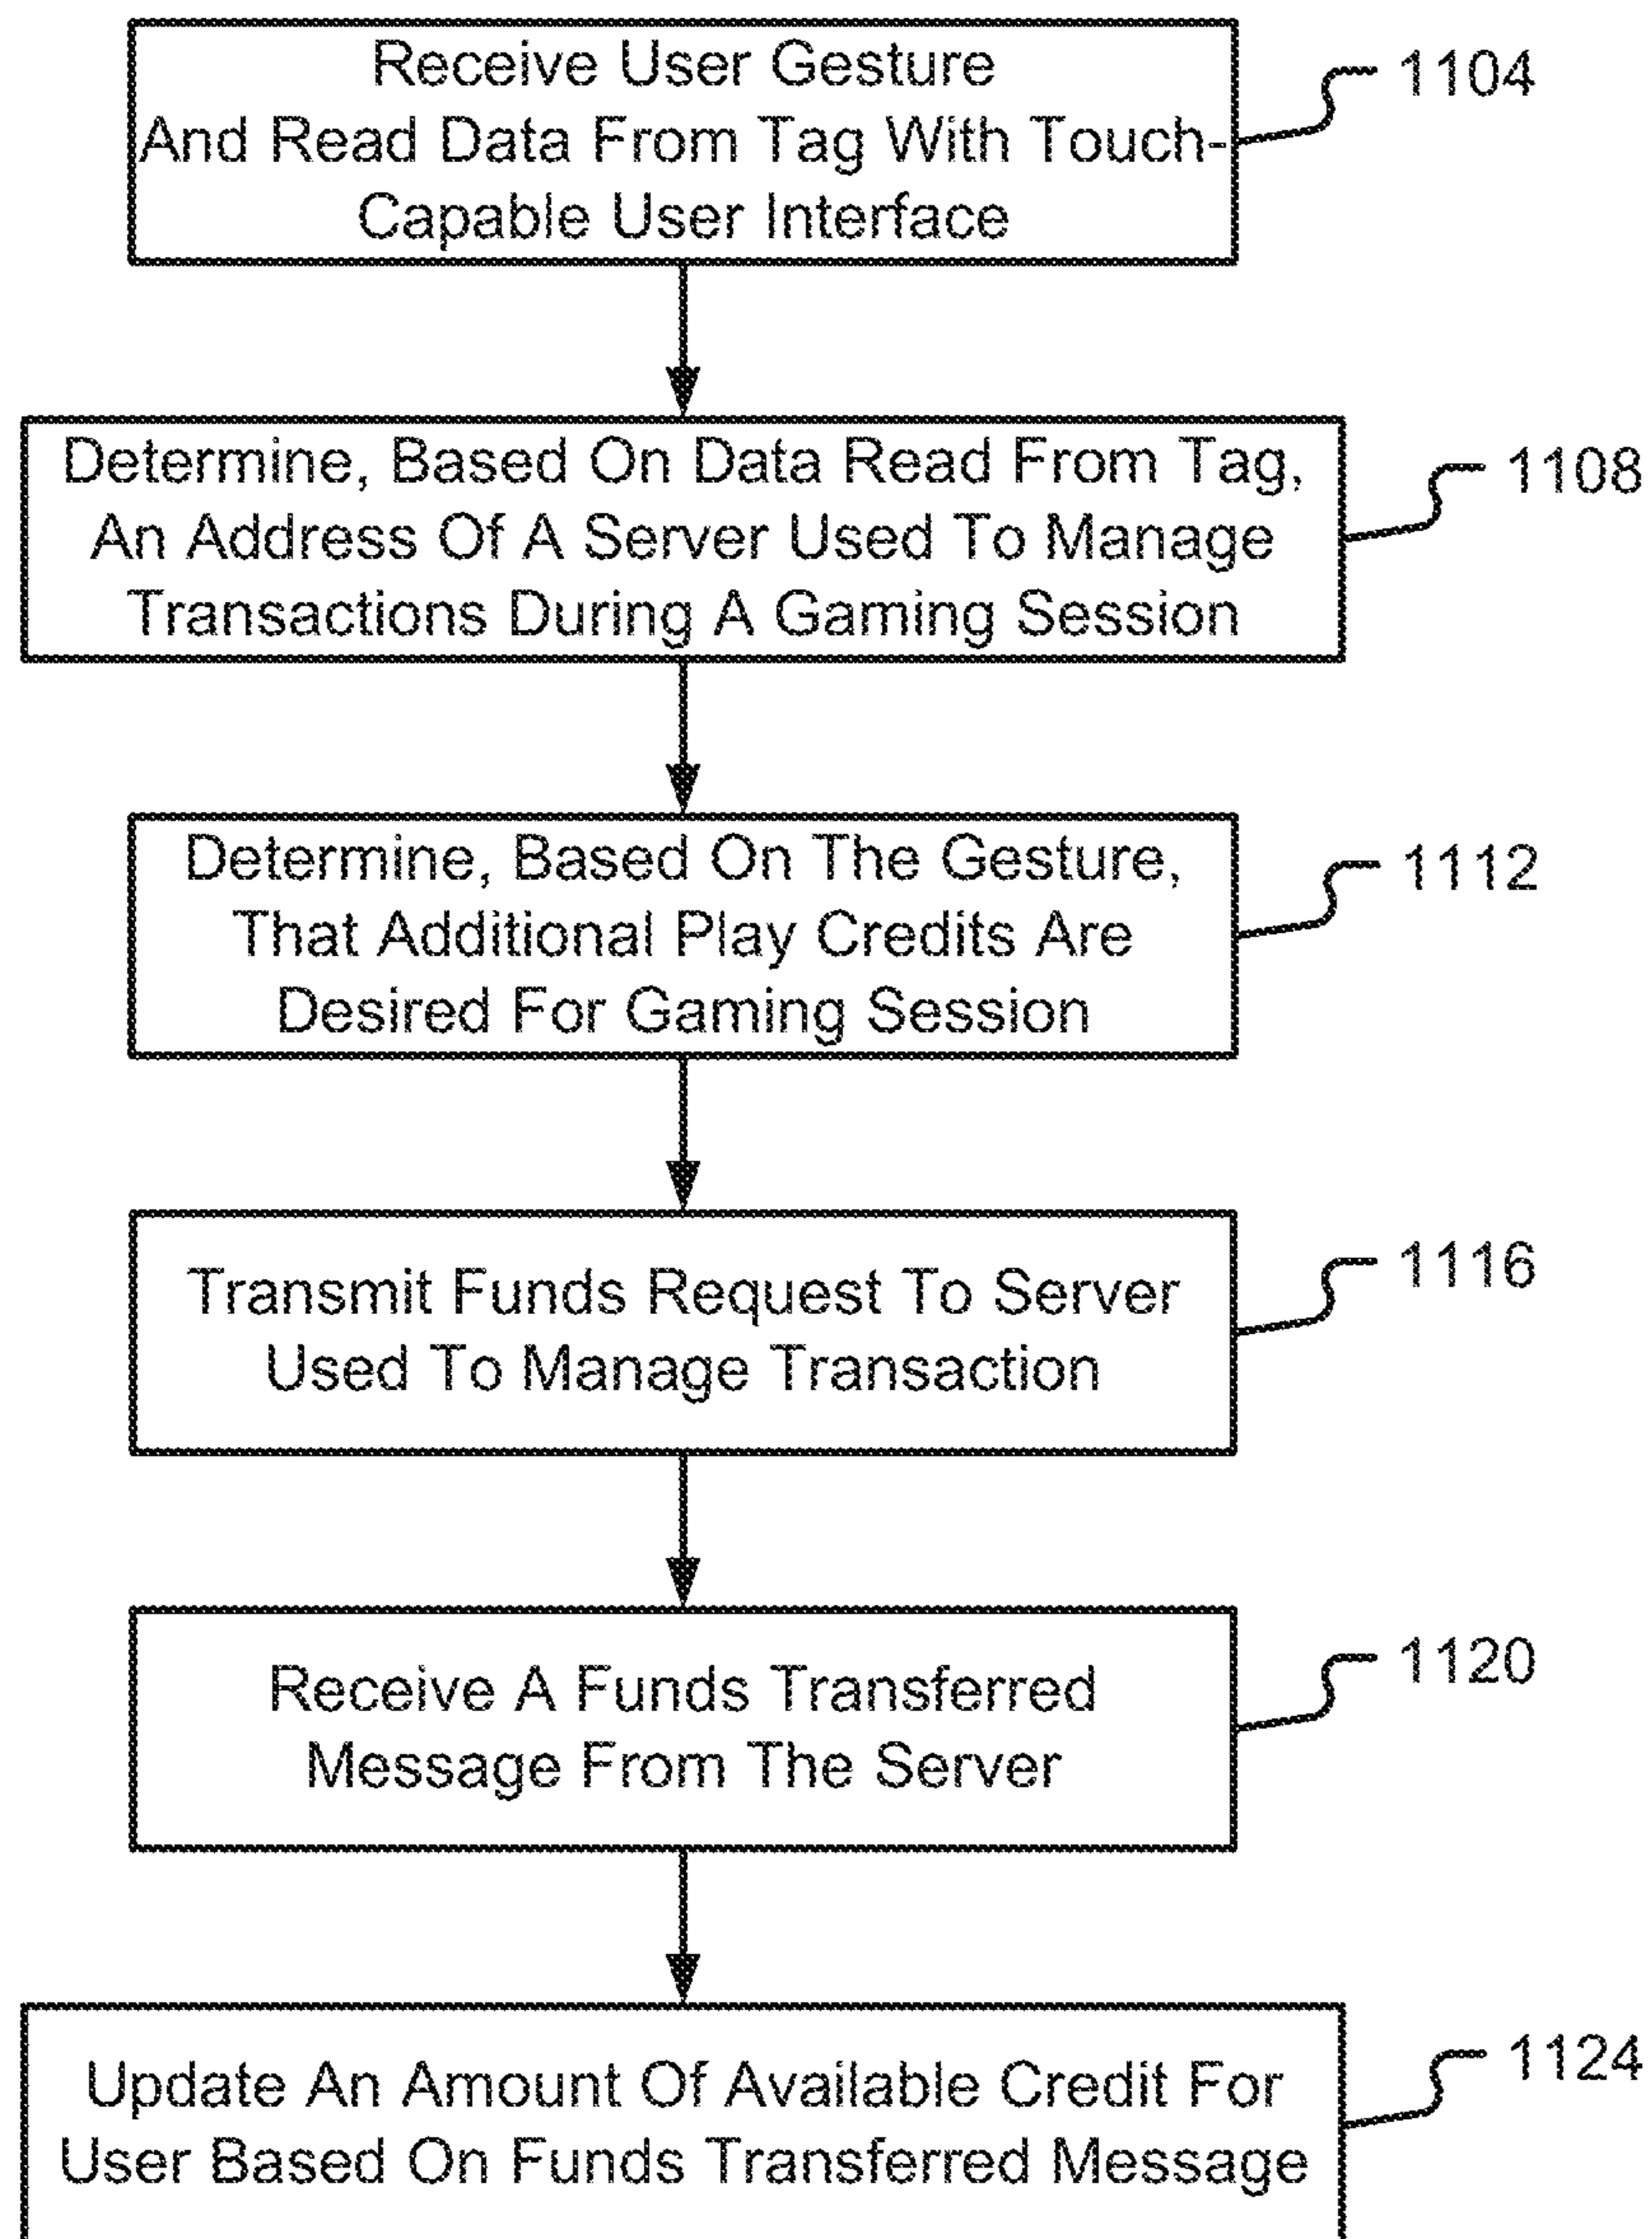 Receive User Gesture
And Read Data From Tag With Touch-
Capable User Interface
1104
Determine, Based On Data Read From Tag,
An Address Of A Server Used To Manage
Transactions During A Gaming Session
1108
Determine, Based On The Gesture,
That Additional Play Credits Are
Desired For Gaming Session
1112
Transmit Funds Request To Server
Used To Manage Transaction
1116
Receive A Funds Transferred
Message From The Server
1120
Update An Amount Of Available Credit For
User Based On Funds Transferred Message
1124